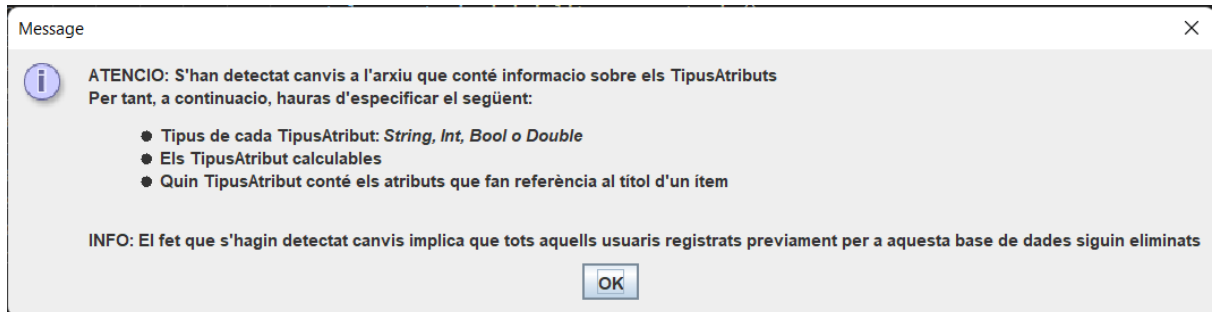 Message
ATENCIO: S'han detectat canvis a l'arxiu que conté informacio sobre els TipusAtributs
Per tant, a continuacio, hauras d'especificar el següent:
● Tipus de cada TipusAtribut: String, Int, Bool o Double
● Els TipusAtribut calculables
● Quin TipusAtribut conté els atributs que fan referència al títol d'un ítem
INFO: El fet que s'hagin detectat canvis implica que tots aquells usuaris registrats previament per a aquesta base de dades siguin eliminats
OK